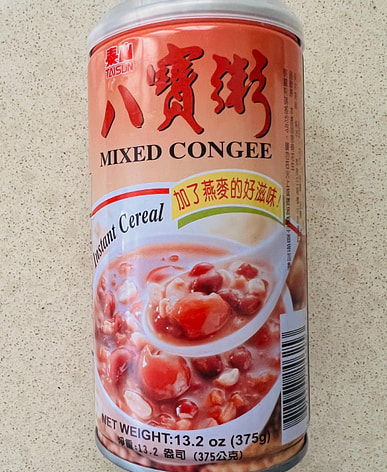 泰山
TAISUN
八寶粥
MIXED CONGEE
加了燕麥的好滋味!
Instant Cereal
NET WEIGHT:13.2 oz (375g)
淨重:13.2 盎司 (375公克)